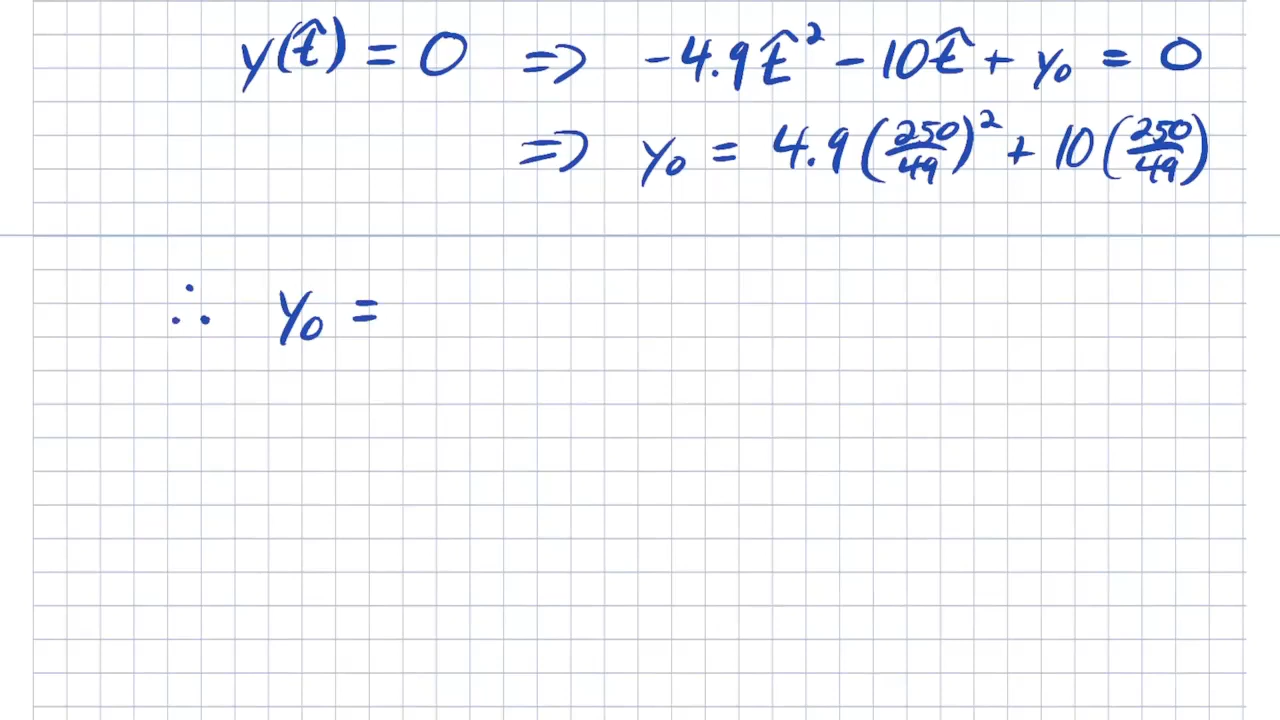 y(t̂) = 0 ⇒ -4.9t̂² - 10t̂ + y₀ = 0
⇒ y₀ = 4.9(250/49)² + 10(250/49)
∴ y₀ =